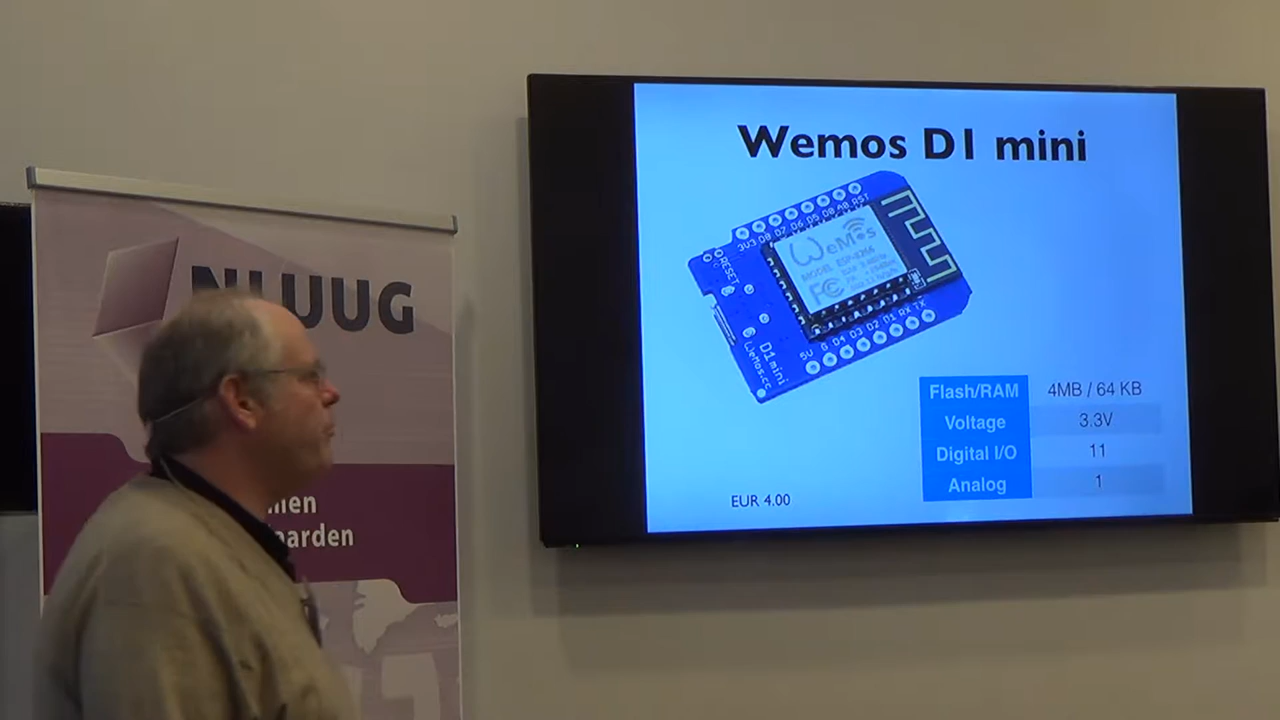 Wemos D1 mini
3V3 D8 D7 D6 D5 D0 A0 RST
RESET
WeMos
MODEL ESP-8266
FC
5V G D4 D3 D2 D1 RX TX
D1 mini
WeMos.cc
Flash/RAM 4MB / 64 KB
Voltage 3.3V
Digital I/O 11
Analog 1
EUR 4.00
NLUUG
men
aarden